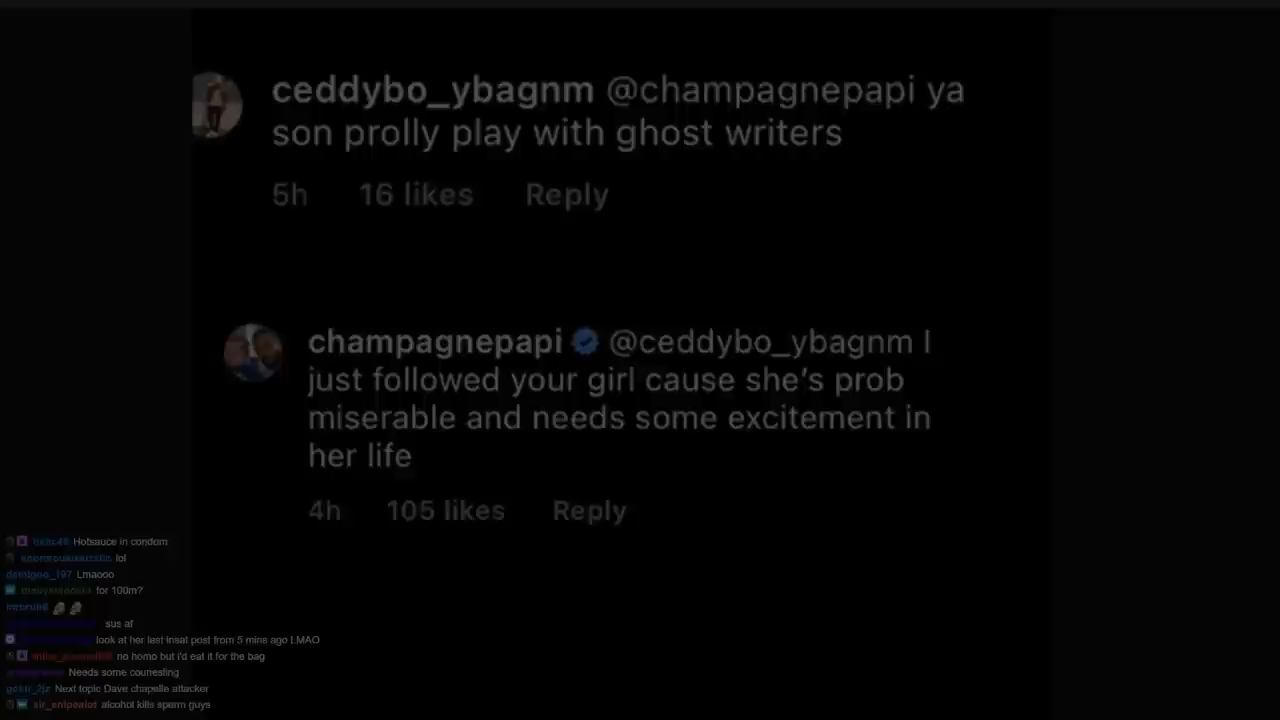 ceddybo_ybagnm @champagnepapi ya
son prolly play with ghost writers
5h 16 likes Reply
champagnepapi @ceddybo_ybagnm I
just followed your girl cause she's prob
miserable and needs some excitement in
her life
4h 105 likes Reply
Hotsauce in condom
lol
Lmaooo
for 100m?
sus af
look at her last insat post from 5 mins ago LMAO
no homo but i'd eat it for the bag
Needs some counesling
Next topic Dave chapelle attacker
alcohol kills sperm guys